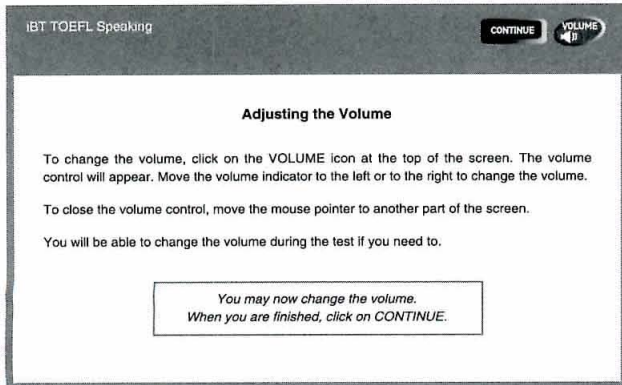 iBT TOEFL Speaking
CONTINUE
VOLUME
Adjusting the Volume
To change the volume, click on the VOLUME icon at the top of the screen. The volume
control will appear. Move the volume indicator to the left or to the right to change the volume.
To close the volume control, move the mouse pointer to another part of the screen.
You will be able to change the volume during the test if you need to.
You may now change the volume.
When you are finished, click on CONTINUE.